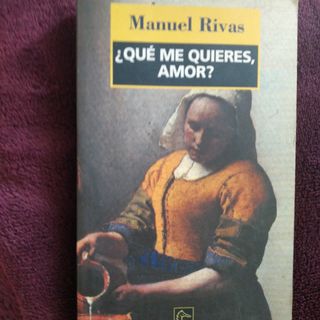 Manuel Rivas
¿QUÉ ME QUIERES,
AMOR?